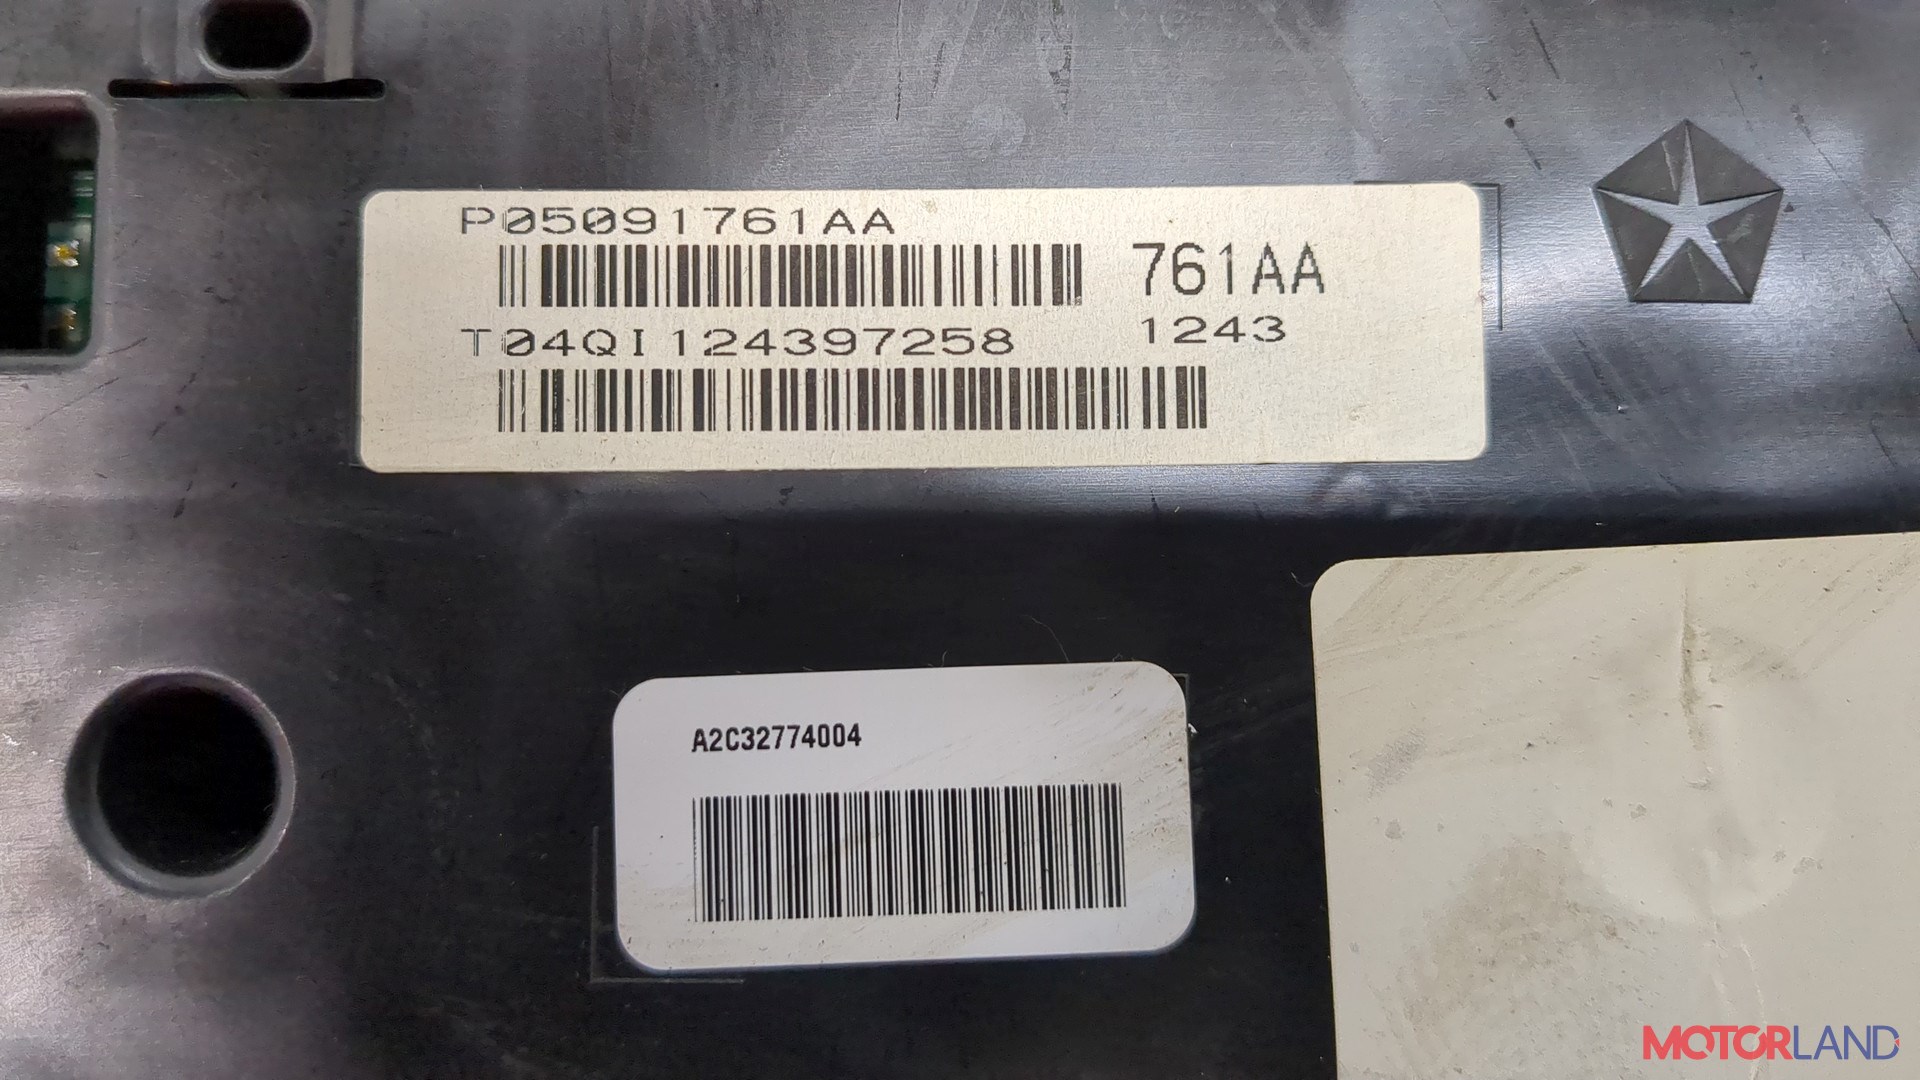 P05091761AA
761AA
T04QI124397258
1243
A2C32774004
MOTORLAND